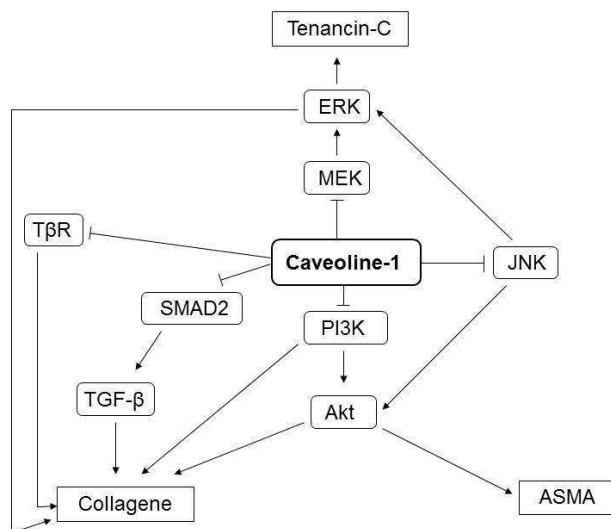 Tenancin-C
ERK
MEK
TβR
Caveoline-1
JNK
SMAD2
PI3K
TGF-β
Akt
Collagene
ASMA